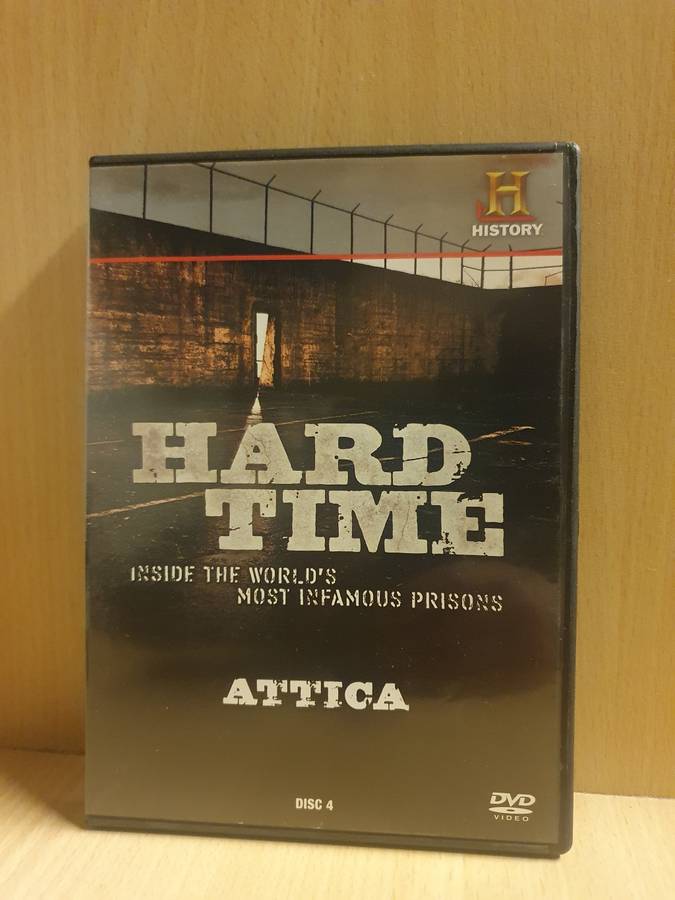 H
HISTORY
HARD
TIME
INSIDE THE WORLD'S
MOST INFAMOUS PRISONS
ATTICA
DISC 4
DVD
VIDEO